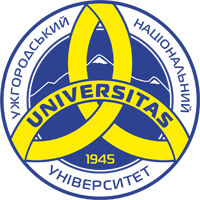 УЖГОРОДСЬКИЙ
НАЦІОНАЛЬНИЙ
UNIVERSITAS
1945
УНІВЕРСИТЕТ